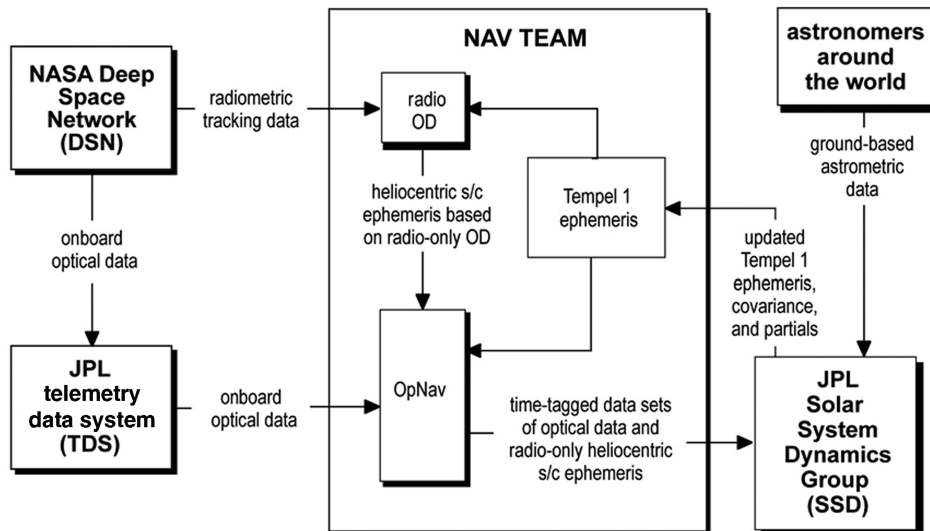 NAV TEAM
astronomers
around
the world
NASA Deep
Space
Network
(DSN)
radiometric
tracking data
radio
OD
ground-based
astrometric
data
heliocentric s/c
ephemeris based
on radio-only OD
Tempel 1
ephemeris
onboard
optical data
updated
Tempel 1
ephemeris,
covariance,
and partials
JPL
telemetry
data system
(TDS)
onboard
optical data
OpNav
time-tagged data sets
of optical data and
radio-only heliocentric
s/c ephemeris
JPL
Solar
System
Dynamics
Group
(SSD)